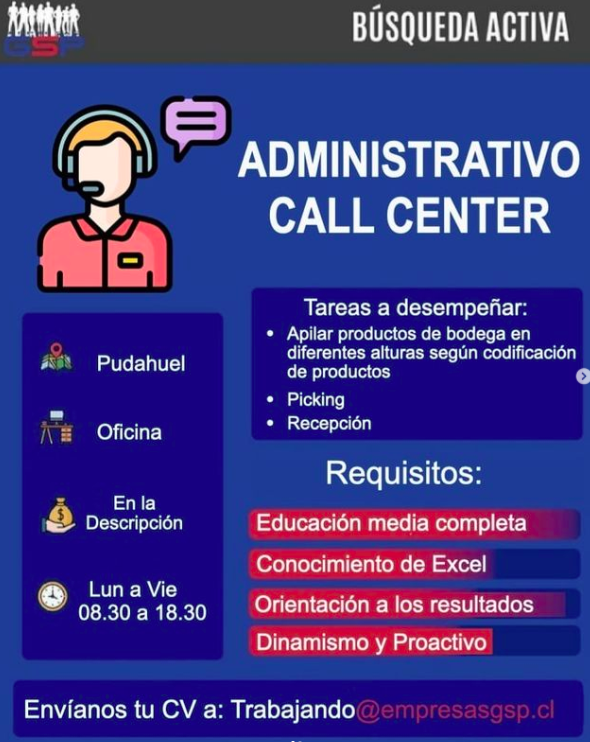 GSP
BÚSQUEDA ACTIVA
ADMINISTRATIVO
CALL CENTER
Tareas a desempeñar:
• Apilar productos de bodega en
diferentes alturas según codificación
de productos
• Picking
• Recepción
Pudahuel
Oficina
En la
Descripción
Lun a Vie
08.30 a 18.30
Requisitos:
Educación media completa
Conocimiento de Excel
Orientación a los resultados
Dinamismo y Proactivo
Envíanos tu CV a: Trabajando@empresasgsp.cl